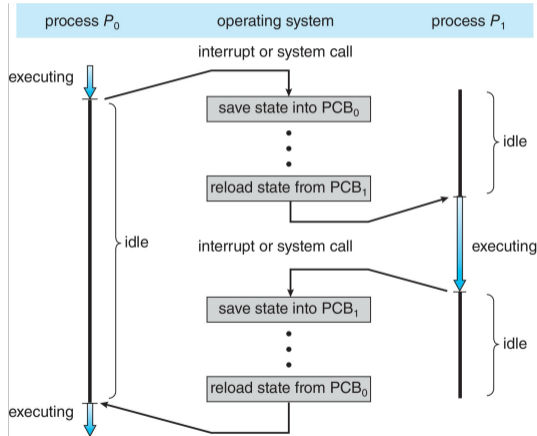 process P₀ operating system process P₁
interrupt or system call
executing
save state into PCB₀
idle
reload state from PCB₁
idle
interrupt or system call
executing
save state into PCB₁
idle
reload state from PCB₀
executing